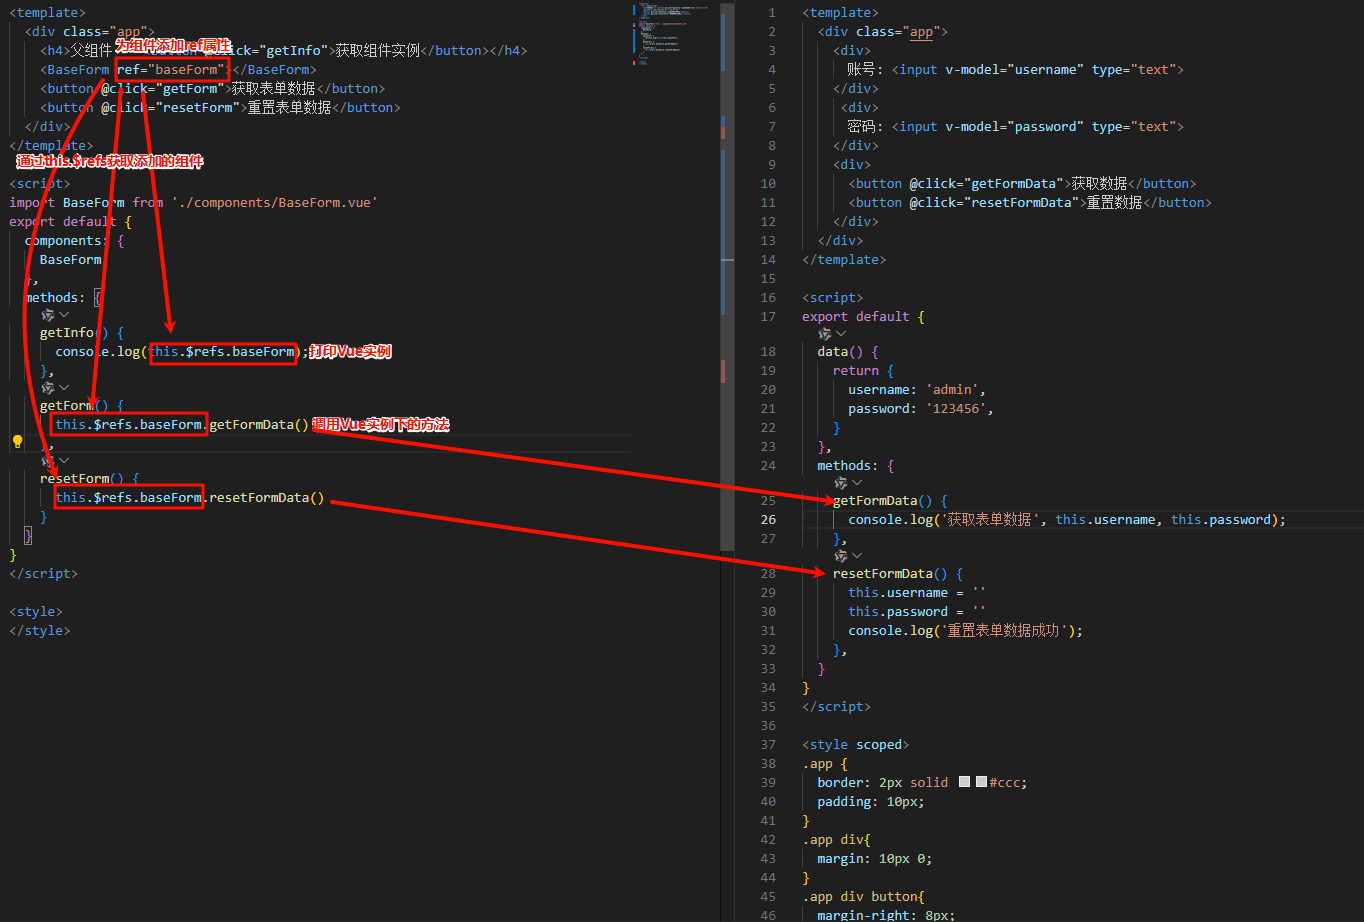 <template>
<div class="app">
为组件添加ref属性
<h4>父组件 click="getInfo">获取组件实例</button></h4>
<BaseForm ref="baseForm"></BaseForm>
<button @click="getForm">获取表单数据</button>
<button @click="resetForm">重置表单数据</button>
</div>
</template>
通过this.$refs获取添加的组件
<script>
import BaseForm from './components/BaseForm.vue'
export default {
components: {
BaseForm
},
methods: {
getInfo() {
console.log(this.$refs.baseForm); 打印Vue实例
},
getForm() {
this.$refs.baseForm.getFormData() 调用Vue实例下的方法
},
resetForm() {
this.$refs.baseForm.resetFormData()
}
}
}
</script>
<style>
</style>
1 <template>
2 <div class="app">
3 <div>
4 账号: <input v-model="username" type="text">
5 </div>
6 <div>
7 密码: <input v-model="password" type="text">
8 </div>
9 <div>
10 <button @click="getFormData">获取数据</button>
11 <button @click="resetFormData">重置数据</button>
12 </div>
13 </div>
14 </template>
15
16 <script>
17 export default {
18 data() {
19 return {
20 username: 'admin',
21 password: '123456',
22 }
23 },
24 methods: {
25 getFormData() {
26 console.log('获取表单数据', this.username, this.password);
27 },
28 resetFormData() {
29 this.username = ''
30 this.password = ''
31 console.log('重置表单数据成功');
32 },
33 }
34 }
35 </script>
36
37 <style scoped>
38 .app {
39 border: 2px solid #ccc;
40 padding: 10px;
41 }
42 .app div{
43 margin: 10px 0;
44 }
45 .app div button{
46 margin-right: 8px;